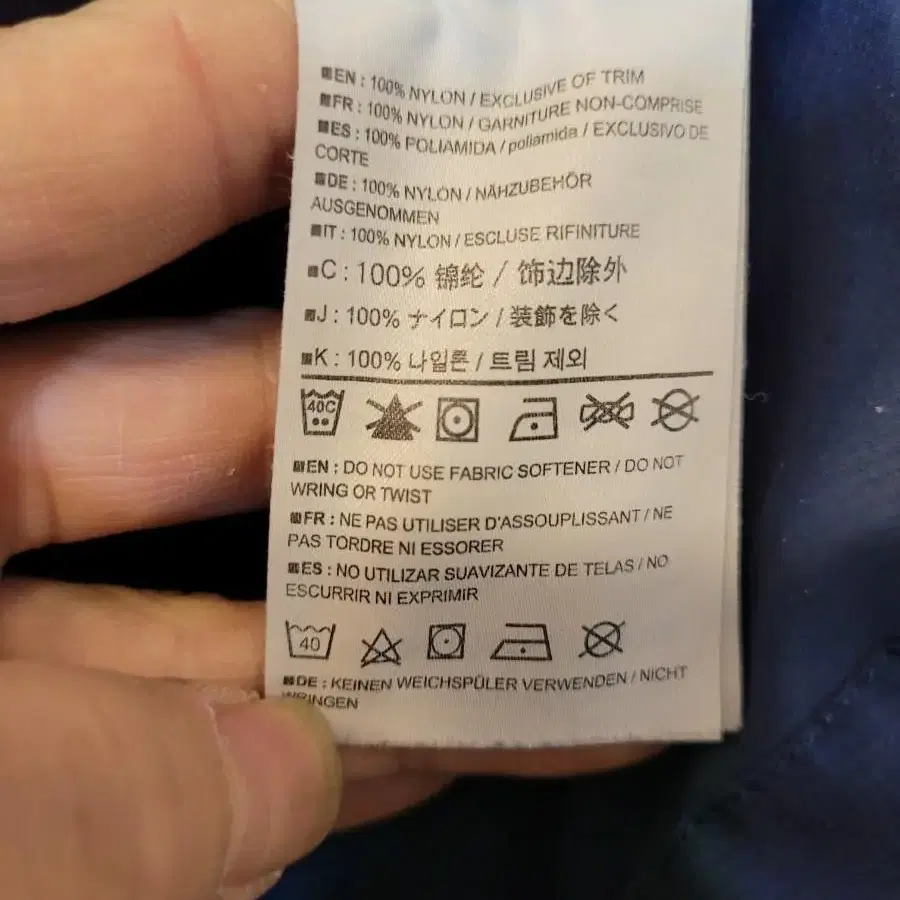 EN : 100% NYLON / EXCLUSIVE OF TRIM
FR : 100% NYLON / GARNITURE NON-COMPRISE
ES : 100% POLIAMIDA / poliamida / EXCLUSIVO DE
CORTE
DE : 100% NYLON / NÄHZUBEHÖR
AUSGENOMMEN
IT : 100% NYLON / ESCLUSE RIFINITURE
C : 100% 锦纶 / 饰边除外
J : 100% ナイロン / 装飾を除く
K : 100% 나일론 / 트림 제외
40C
EN : DO NOT USE FABRIC SOFTENER / DO NOT
WRING OR TWIST
FR : NE PAS UTILISER D'ASSOUPLISSANT / NE
PAS TORDRE NI ESSORER
ES : NO UTILIZAR SUAVIZANTE DE TELAS / NO
ESCURRIR NI EXPRIMIR
40
DE : KEINEN WEICHSPÜLER VERWENDEN / NICHT
WRINGEN